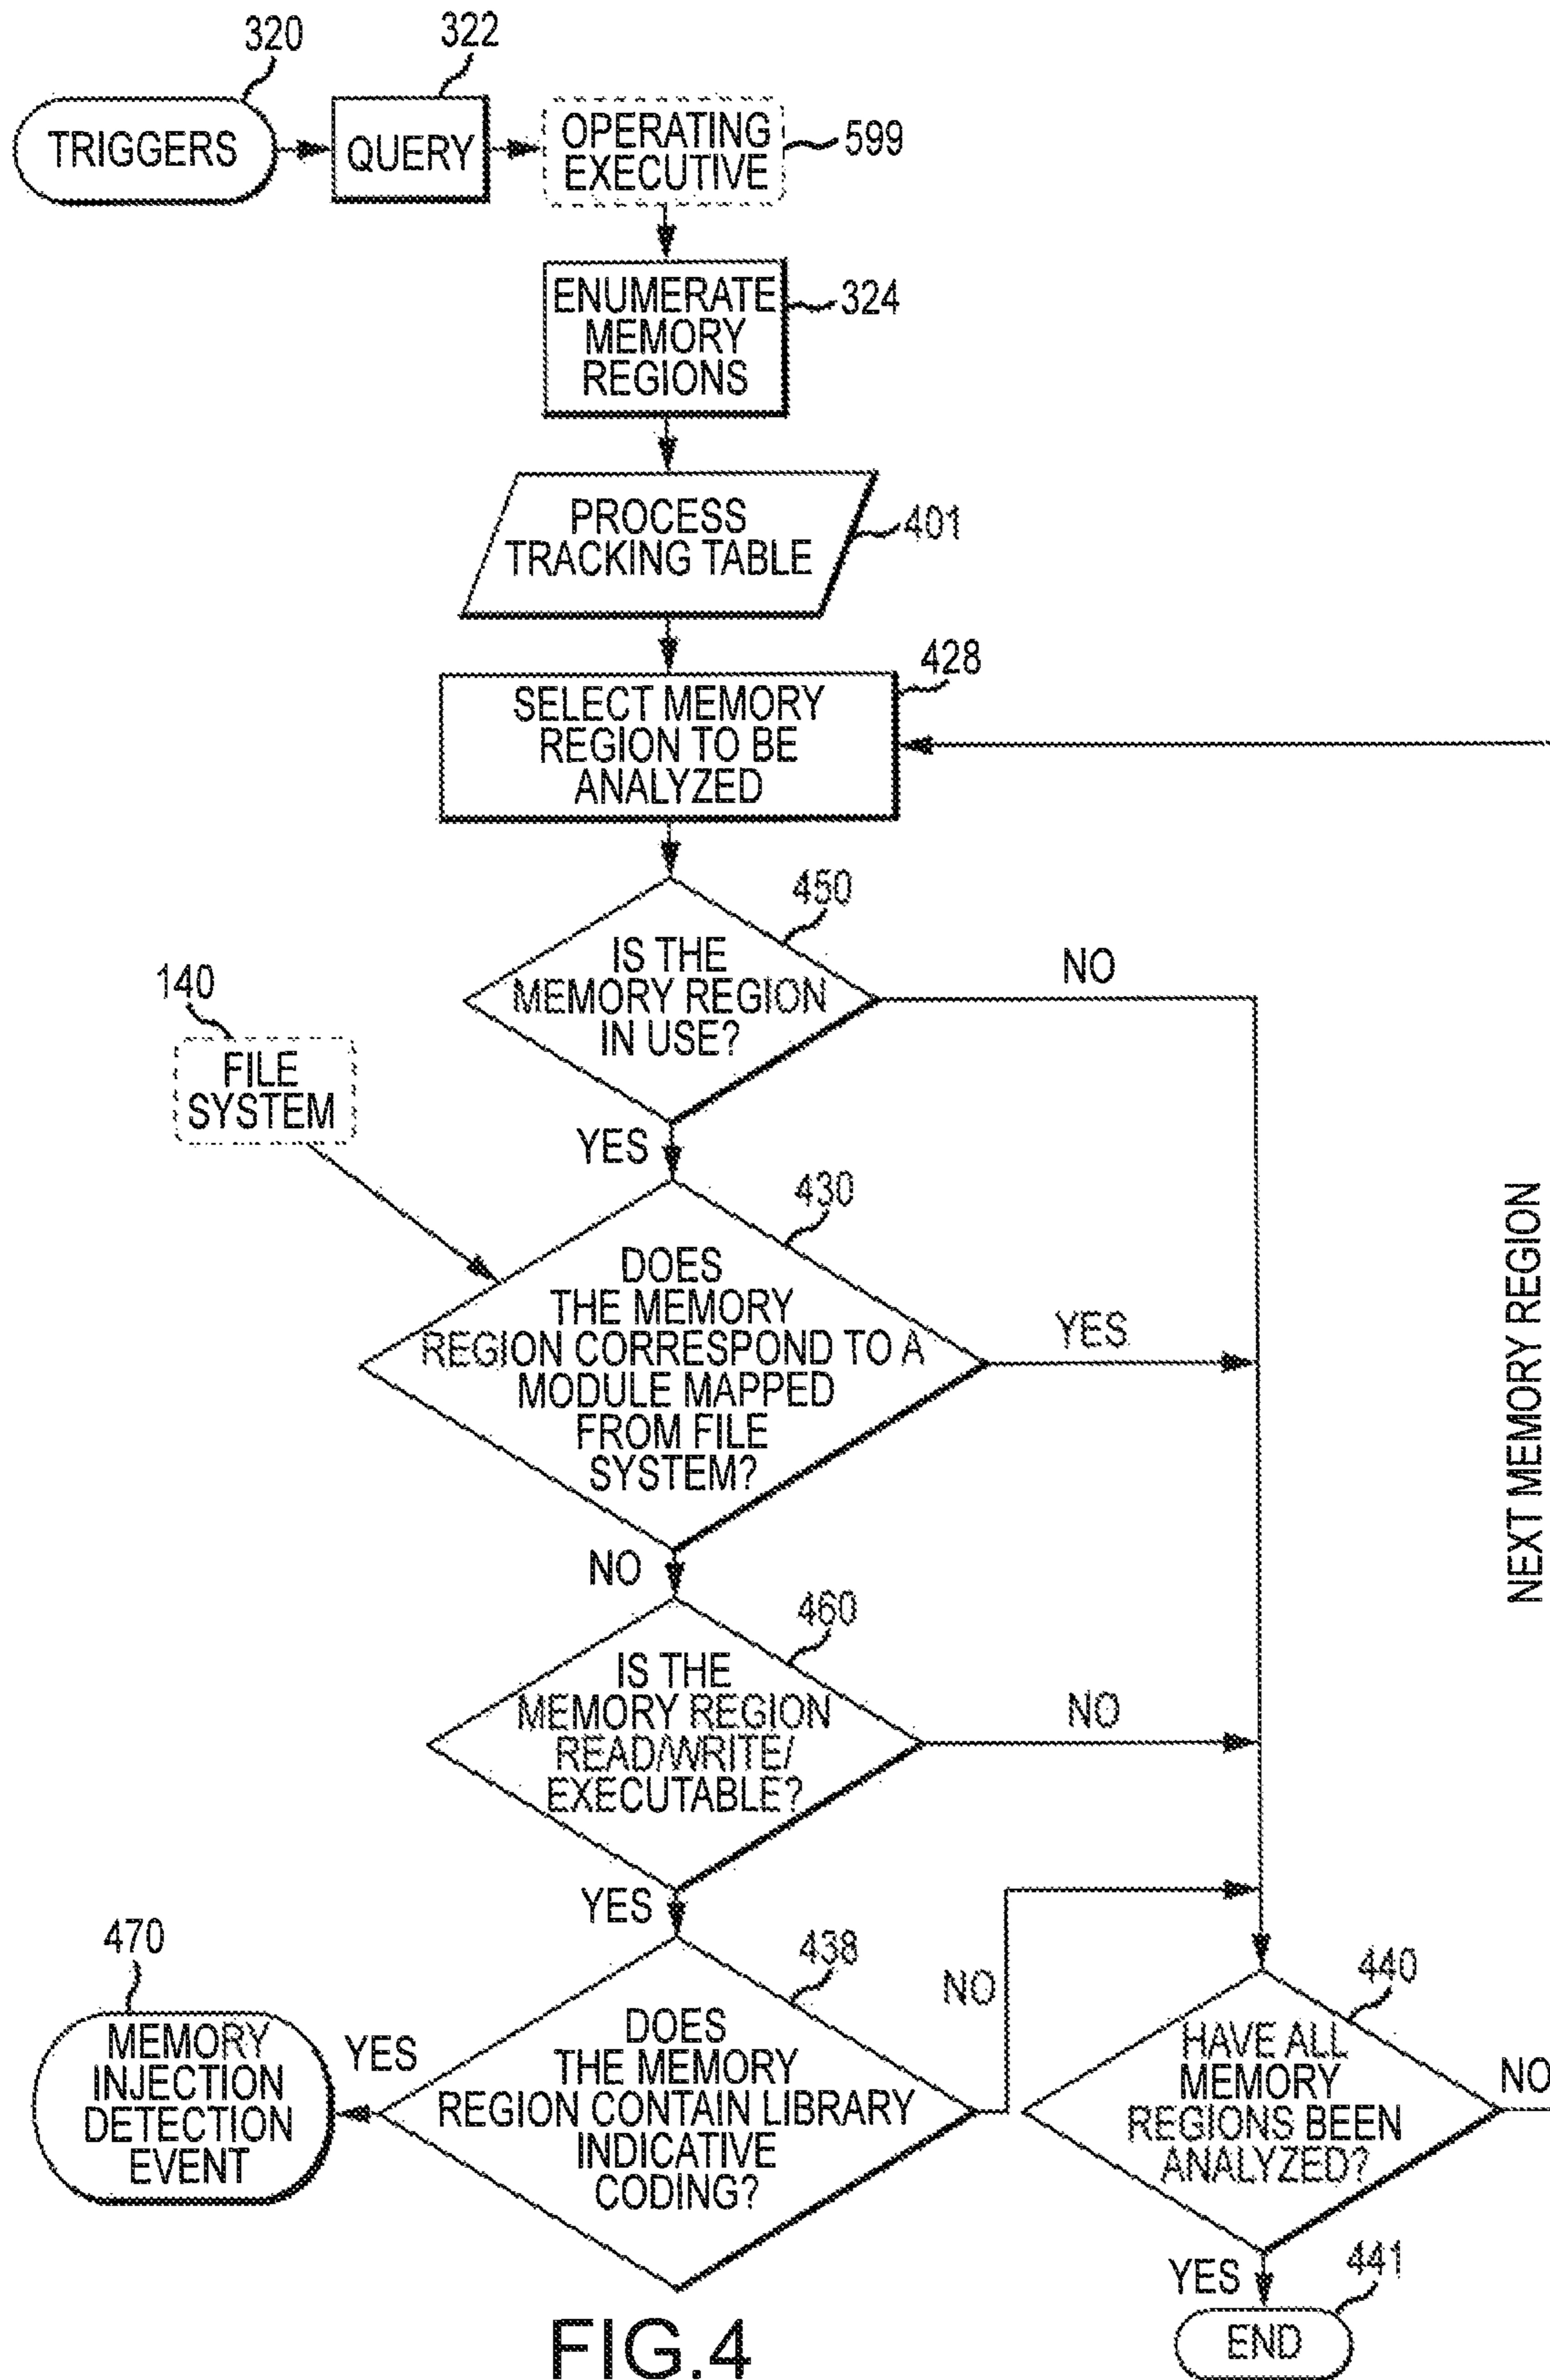 320
322
TRIGGERS
QUERY
OPERATING
EXECUTIVE
599
ENUMERATE
MEMORY
REGIONS
324
PROCESS
TRACKING TABLE
401
428
SELECT MEMORY
REGION TO BE
ANALYZED
450
IS THE
MEMORY REGION
IN USE?
NO
140
FILE
SYSTEM
YES
430
DOES
THE MEMORY
REGION CORRESPOND TO A
MODULE MAPPED
FROM FILE
SYSTEM?
YES
NEXT MEMORY REGION
NO
460
IS THE
MEMORY REGION
READ/WRITE/
EXECUTABLE?
NO
YES
470
MEMORY
INJECTION
DETECTION
EVENT
YES
438
DOES
THE MEMORY
REGION CONTAIN LIBRARY
INDICATIVE
CODING?
NO
440
HAVE ALL
MEMORY
REGIONS BEEN
ANALYZED?
NO
YES
441
END
FIG.4